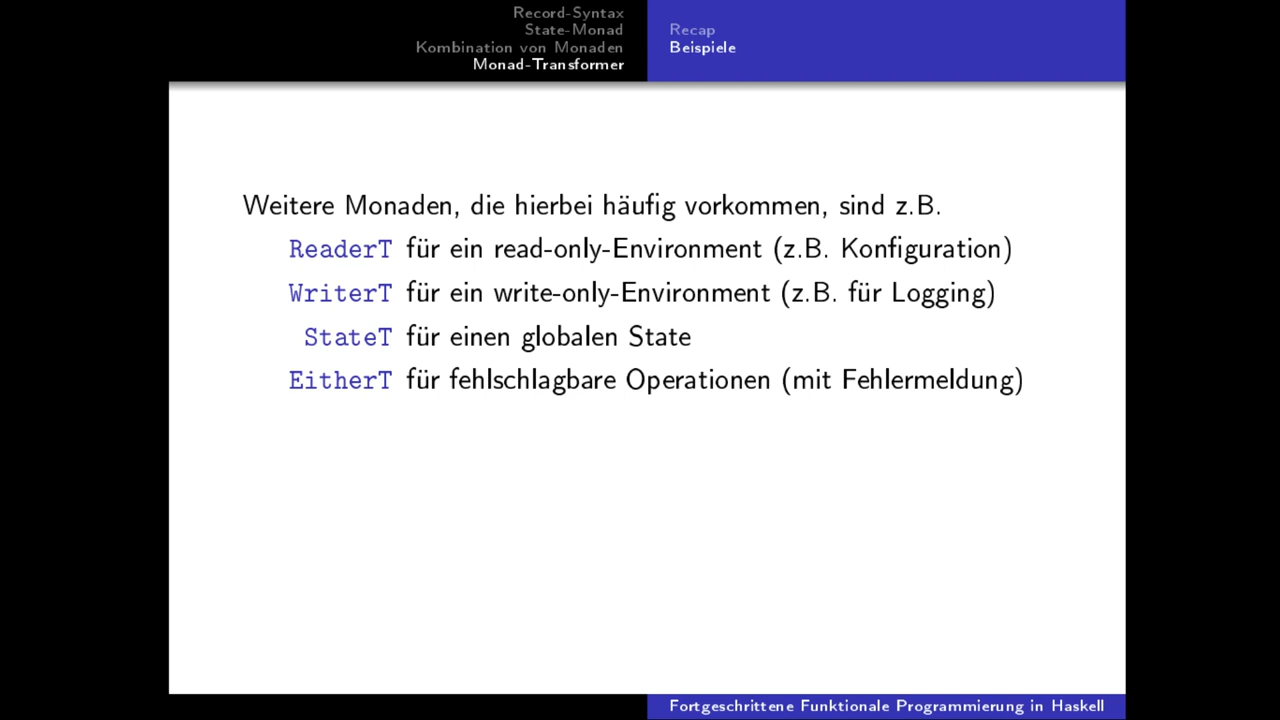 Record-Syntax
State-Monad
Kombination von Monaden
Monad-Transformer
Recap
Beispiele
Weitere Monaden, die hierbei häufig vorkommen, sind z.B.
ReaderT für ein read-only-Environment (z.B. Konfiguration)
WriterT für ein write-only-Environment (z.B. für Logging)
StateT für einen globalen State
EitherT für fehlschlagbare Operationen (mit Fehlermeldung)
Fortgeschrittene Funktionale Programmierung in Haskell